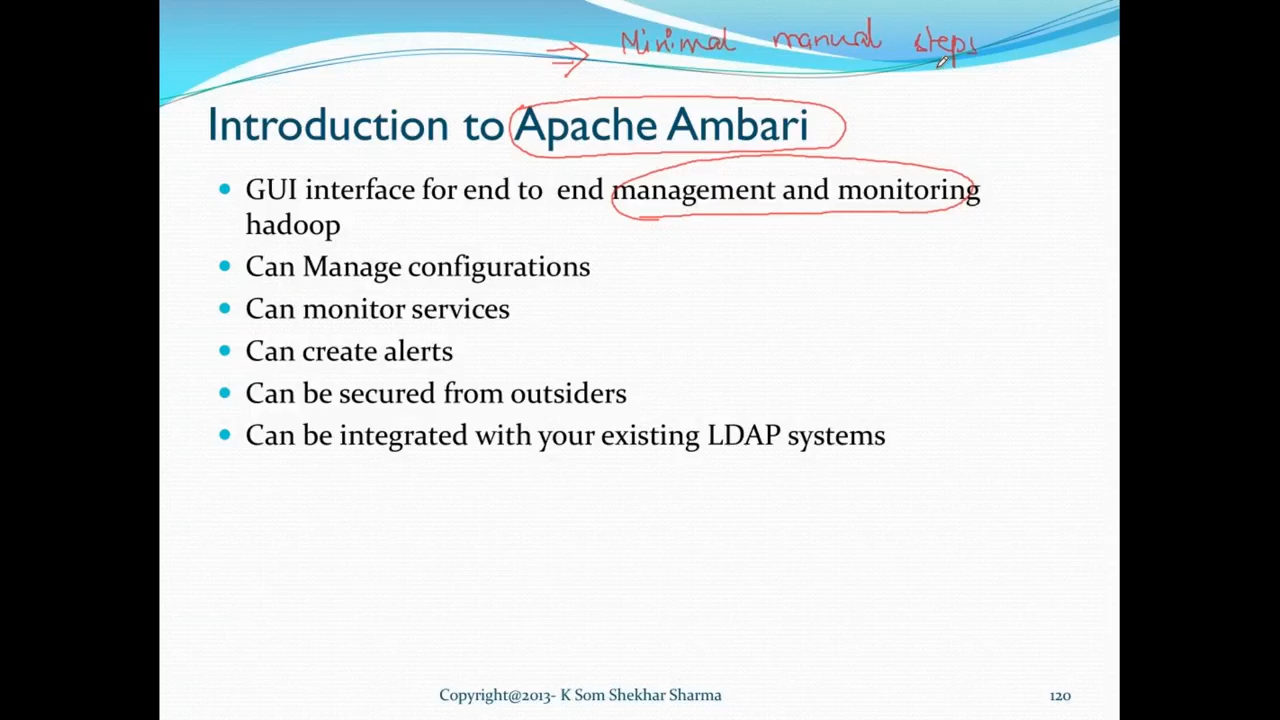 ⇒ Minimal manual steps
Introduction to Apache Ambari
• GUI interface for end to end management and monitoring
hadoop
• Can Manage configurations
• Can monitor services
• Can create alerts
• Can be secured from outsiders
• Can be integrated with your existing LDAP systems
Copyright@2013- K Som Shekhar Sharma
120